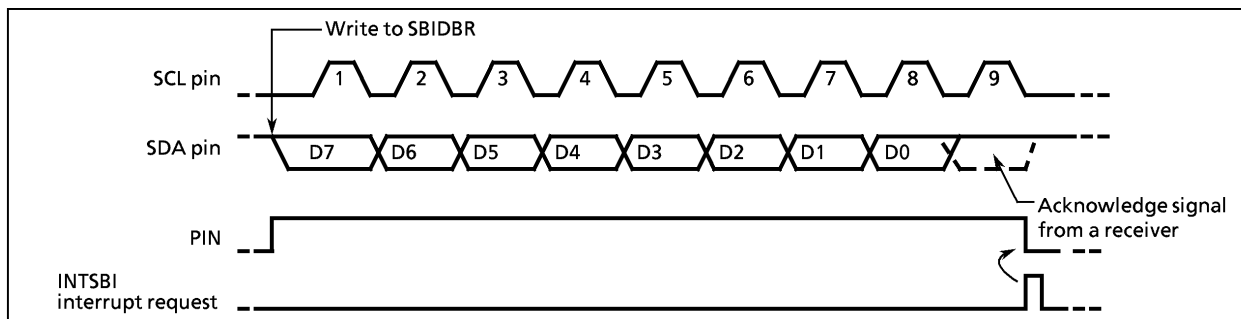 Write to SBIDBR
SCL pin
1 2 3 4 5 6 7 8 9
SDA pin
D7 D6 D5 D4 D3 D2 D1 D0
Acknowledge signal
from a receiver
PIN
INTSBI
interrupt request